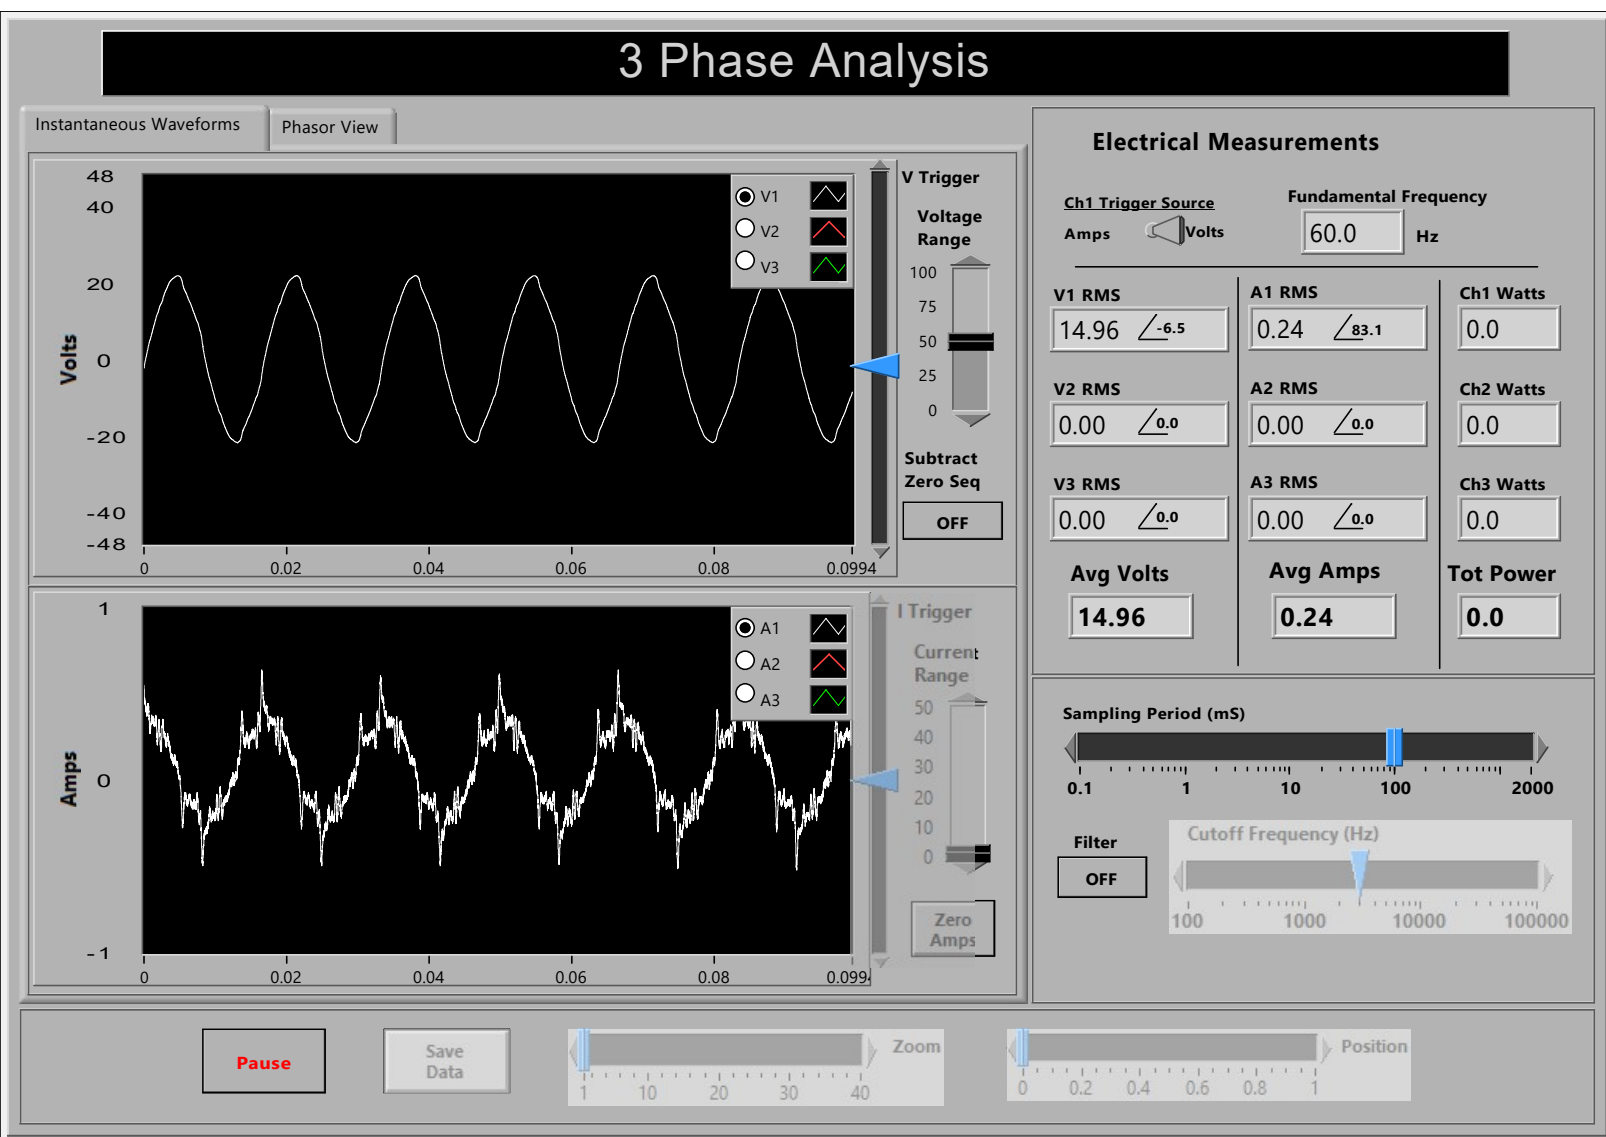 3 Phase Analysis
Instantaneous Waveforms
Phasor View
48
40
20
0
-20
-40
-48
Volts
0
0.02
0.04
0.06
0.08
0.0994
V1
V2
V3
V Trigger
Voltage
Range
100
75
50
25
0
Subtract
Zero Seq
OFF
1
0
-1
Amps
0
0.02
0.04
0.06
0.08
0.0994
A1
A2
A3
I Trigger
Current
Range
50
40
30
20
10
0
Zero
Amps
Electrical Measurements
Ch1 Trigger Source
Amps
Volts
Fundamental Frequency
60.0
Hz
V1 RMS
14.96
-6.5
A1 RMS
0.24
83.1
Ch1 Watts
0.0
V2 RMS
0.00
0.0
A2 RMS
0.00
0.0
Ch2 Watts
0.0
V3 RMS
0.00
0.0
A3 RMS
0.00
0.0
Ch3 Watts
0.0
Avg Volts
14.96
Avg Amps
0.24
Tot Power
0.0
Sampling Period (mS)
0.1
1
10
100
2000
Filter
OFF
Cutoff Frequency (Hz)
100
1000
10000
100000
Pause
Save
Data
Zoom
1
10
20
30
40
Position
0
0.2
0.4
0.6
0.8
1